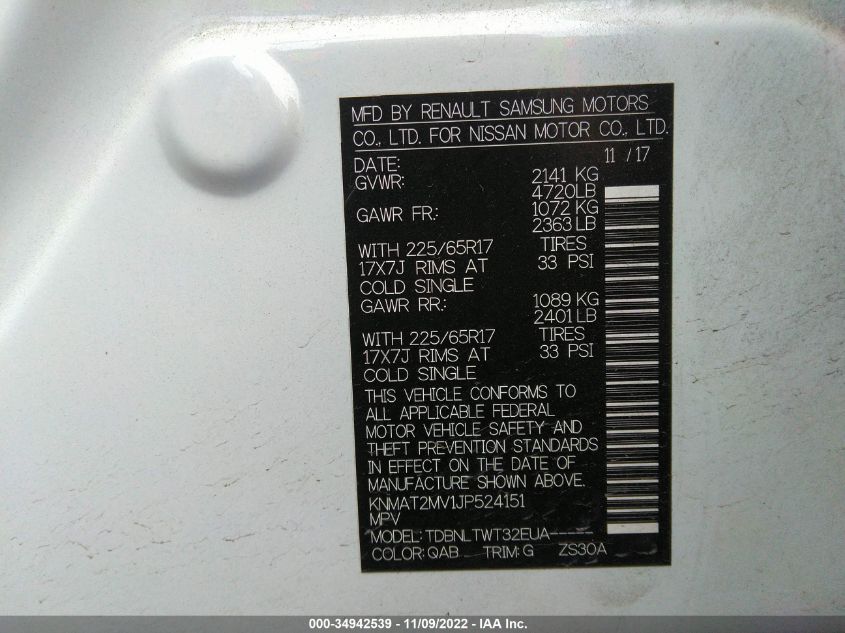 MFD BY RENAULT SAMSUNG MOTORS
CO., LTD. FOR NISSAN MOTOR CO., LTD.
DATE: 11 / 17
GVWR: 2141 KG
4720LB
GAWR FR.: 1072 KG
2363 LB
WITH 225/65R17 TIRES
17X7J RIMS AT 33 PSI
COLD SINGLE
GAWR RR.: 1089 KG
2401 LB
WITH 225/65R17 TIRES
17X7J RIMS AT 33 PSI
COLD SINGLE
THIS VEHICLE CONFORMS TO
ALL APPLICABLE FEDERAL
MOTOR VEHICLE SAFETY AND
THEFT PREVENTION STANDARDS
IN EFFECT ON THE DATE OF
MANUFACTURE SHOWN ABOVE.
KNMAT2MV1JP524151
MPV
MODEL: TDBNLTWT32EUA-----
COLOR: QAB TRIM: G ZS30A
000-34942539 - 11/09/2022 - IAA Inc.